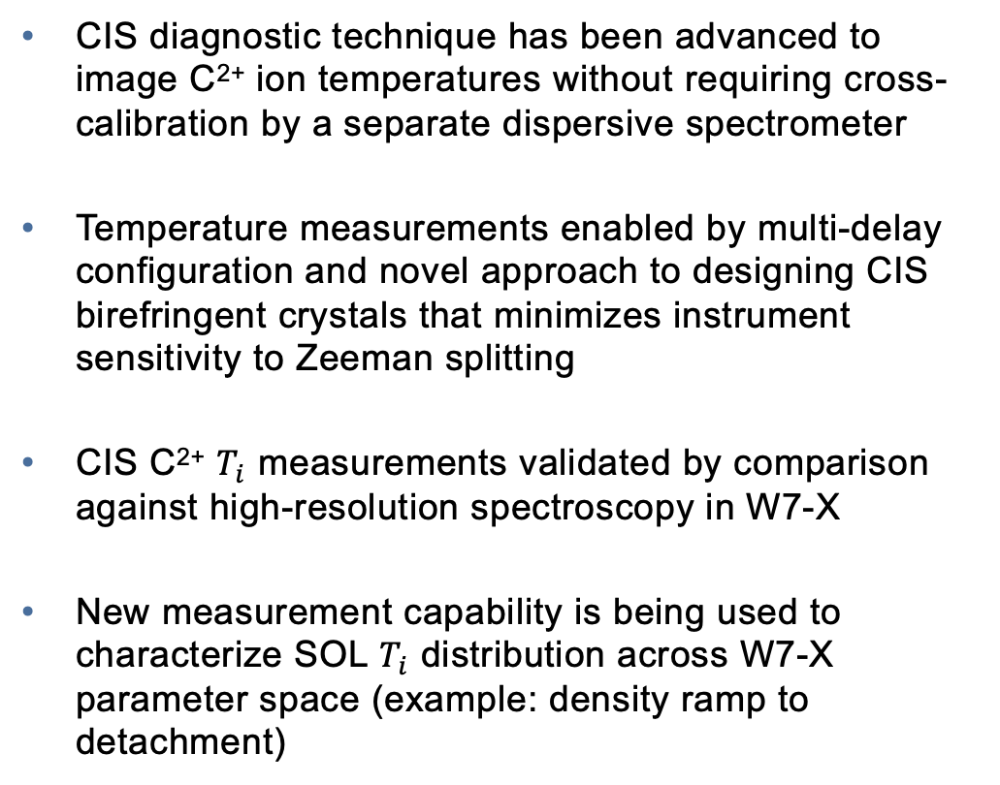 • CIS diagnostic technique has been advanced to
image C²⁺ ion temperatures without requiring cross-
calibration by a separate dispersive spectrometer
• Temperature measurements enabled by multi-delay
configuration and novel approach to designing CIS
birefringent crystals that minimizes instrument
sensitivity to Zeeman splitting
• CIS C²⁺ Tᵢ measurements validated by comparison
against high-resolution spectroscopy in W7-X
• New measurement capability is being used to
characterize SOL Tᵢ distribution across W7-X
parameter space (example: density ramp to
detachment)